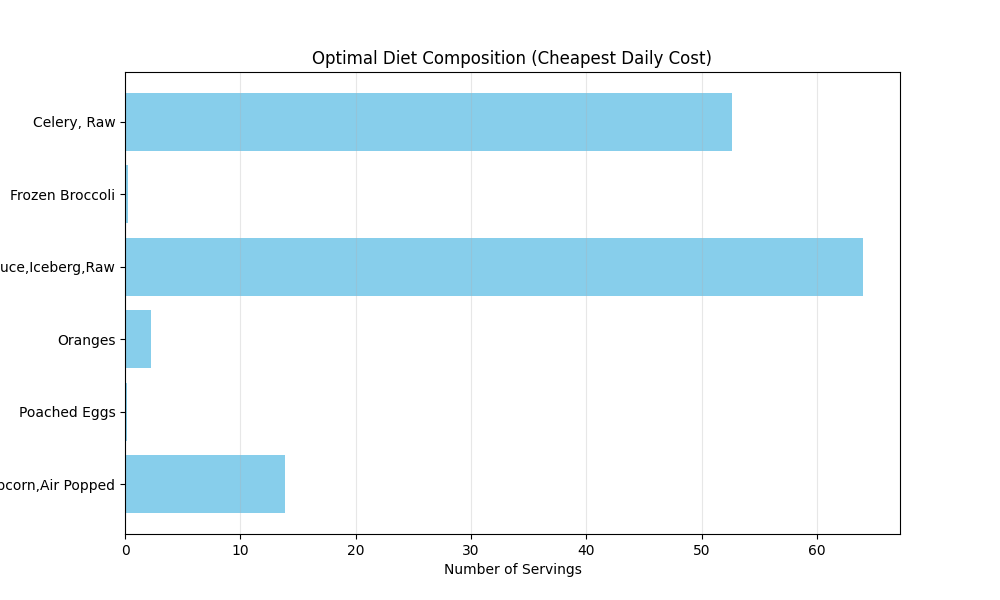 Optimal Diet Composition (Cheapest Daily Cost)
Celery, Raw
Frozen Broccoli
uce,Iceberg,Raw
Oranges
Poached Eggs
pcorn,Air Popped
0 10 20 30 40 50 60
Number of Servings